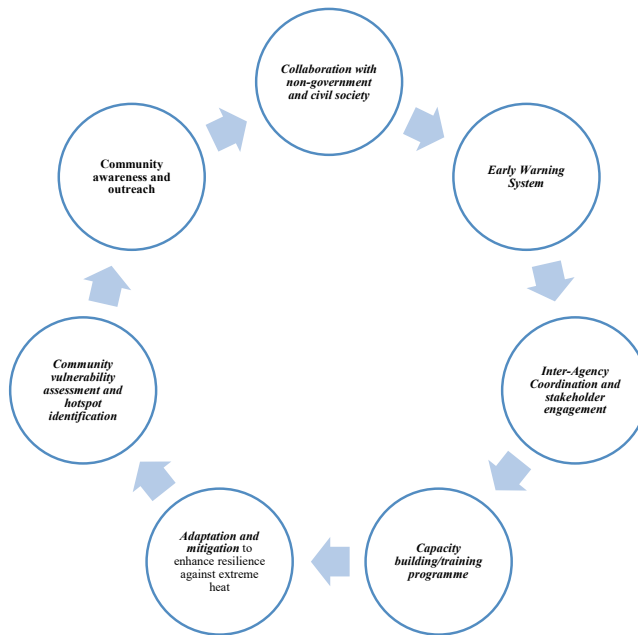 Collaboration with
non-government
and civil society
Early Warning
System
Inter-Agency
Coordination and
stakeholder
engagement
Capacity
building/training
programme
Adaptation and
mitigation to
enhance resilience
against extreme
heat
Community
vulnerability
assessment and
hotspot
identification
Community
awareness and
outreach